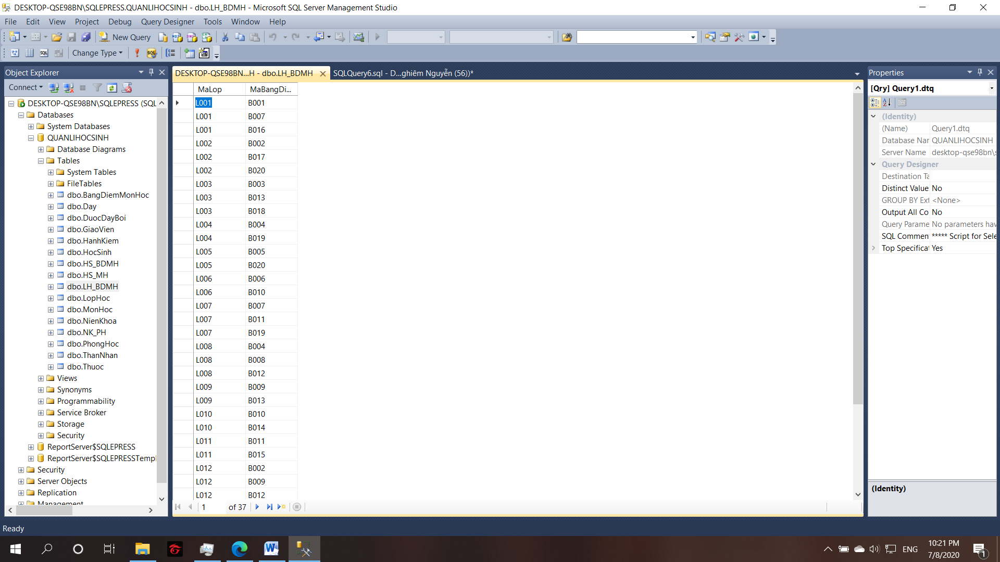 DESKTOP-QSE98BN\SQLEPRESS.QUANLIHOCSINH - dbo.LH_BDMH - Microsoft SQL Server Management Studio
File Edit View Project Debug Query Designer Tools Window Help
New Query
Change Type
Object Explorer
Connect
DESKTOP-QSE98BN\SQLEPRESS (SQL
Databases
System Databases
QUANLIHOCSINH
Database Diagrams
Tables
System Tables
FileTables
dbo.BangDiemMonHoc
dbo.Day
dbo.DuocDayBoi
dbo.GiaoVien
dbo.HanhKiem
dbo.HocSinh
dbo.HS_BDMH
dbo.HS_MH
dbo.LH_BDMH
dbo.LopHoc
dbo.MonHoc
dbo.NienKhoa
dbo.NK_PH
dbo.PhongHoc
dbo.ThanNhan
dbo.Thuoc
Views
Synonyms
Programmability
Service Broker
Storage
Security
ReportServer$SQLEPRESS
ReportServer$SQLEPRESSTemp
Security
Server Objects
Replication
Management
DESKTOP-QSE98BN...H - dbo.LH_BDMH
SQLQuery6.sql - D...ghiêm Nguyễn (56))*
MaLop MaBangDi...
L001 B001
L001 B007
L001 B016
L002 B002
L002 B017
L002 B020
L003 B003
L003 B013
L003 B018
L004 B004
L004 B019
L005 B005
L005 B020
L006 B006
L006 B010
L007 B007
L007 B011
L007 B019
L008 B004
L008 B008
L008 B012
L009 B009
L009 B013
L010 B010
L010 B014
L011 B011
L011 B015
L012 B002
L012 B009
L012 B012
1 of 37
Properties
[Qry] Query1.dtq
(Identity)
(Name) Query1.dtq
Database Nar QUANLIHOCSINH
Server Name desktop-qse98bn\s
Query Designer
Destination Ta
Distinct Value No
GROUP BY Ext <None>
Output All Co No
Query Parame No parameters hav
SQL Commen ***** Script for Sele
Top Specificat Yes
(Identity)
Ready
ENG
10:21 PM
7/8/2020
1